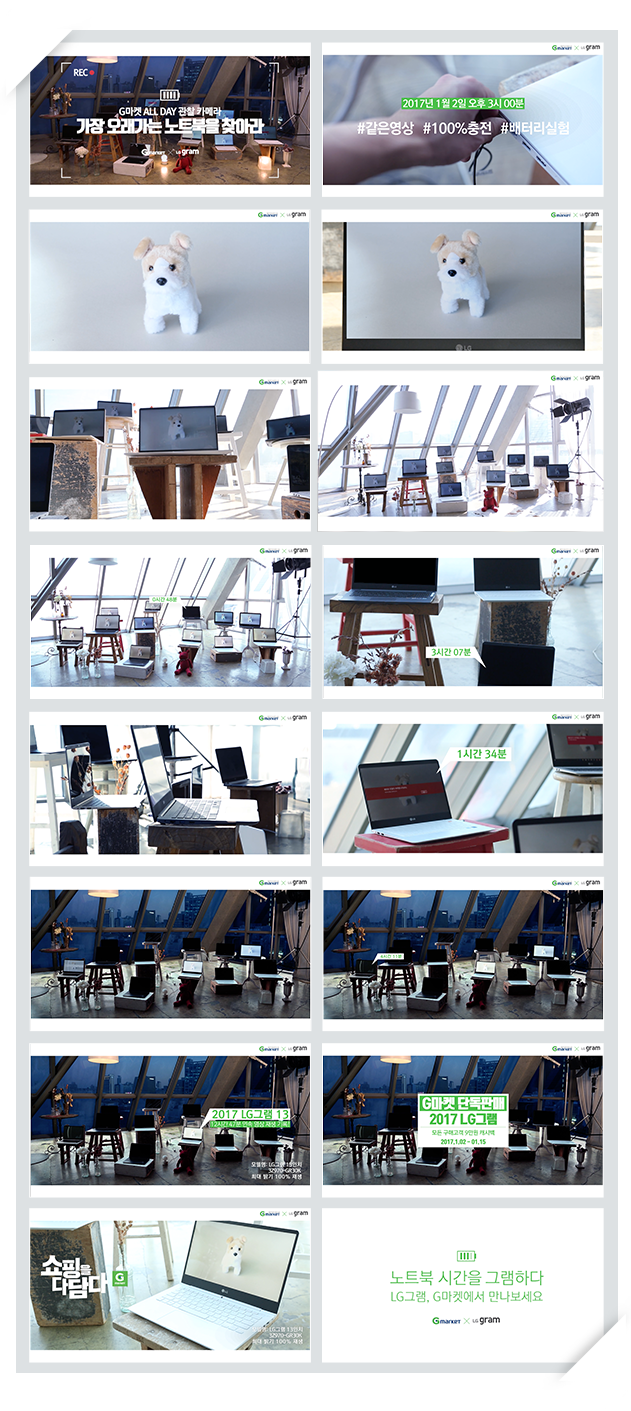 REC
G마켓 ALL DAY 관찰 카메라
가장 오래가는 노트북을 찾아라
Gmarket × LG gram
Gmarket × LG gram
2017년 1월 2일 오후 3시 00분
#같은영상 #100%충전 #배터리실험
Gmarket × LG gram
Gmarket × LG gram
LG
Gmarket × LG gram
Gmarket × LG gram
Gmarket × LG gram
Gmarket × LG gram
3시간 07분
Gmarket × LG gram
Gmarket × LG gram
1시간 34분
Gmarket × LG gram
Gmarket × LG gram
4시간 11분
Gmarket × LG gram
2017 LG그램 13
12시간 47분 연속 영상 재생 기록!
모델명: LG그램 13인치
3Z970-GR30K
최대 밝기 100% 재생
Gmarket × LG gram
G마켓 단독판매
2017 LG그램
모든 구매고객 9만원 캐시백
2017.1.02 - 01.15
Gmarket × LG gram
쇼핑을
다담다 G
모델명: LG그램 13인치
3Z970-GR30K
최대 밝기 100% 재생
노트북 시간을 그램하다
LG그램, G마켓에서 만나보세요
Gmarket × LG gram